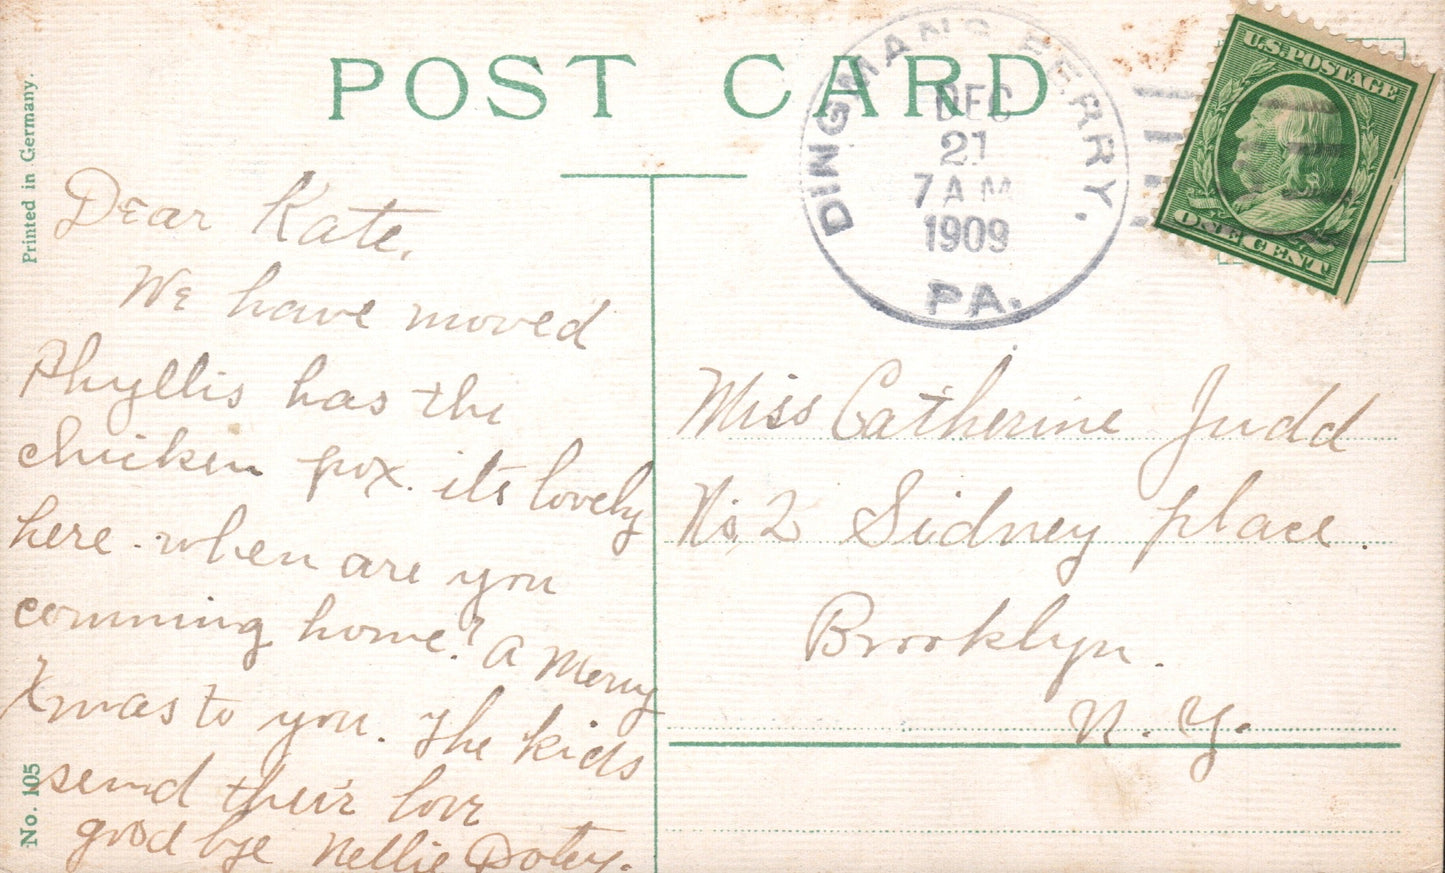 POST CARD
Printed in Germany.
No. 105
DINGMANS FERRY,
DEC
21
7 AM
1909
PA.
U.S. POSTAGE
ONE CENT
Dear Kate,
We have moved
Phyllis has the
chicken pox. its lovely
here. when are you
comming home? A Merry
Xmas to you. The kids
send their love
good bye Nellie Dotey.
Miss Catherine Judd
No. 2 Sidney place.
Brooklyn.
N. Y.